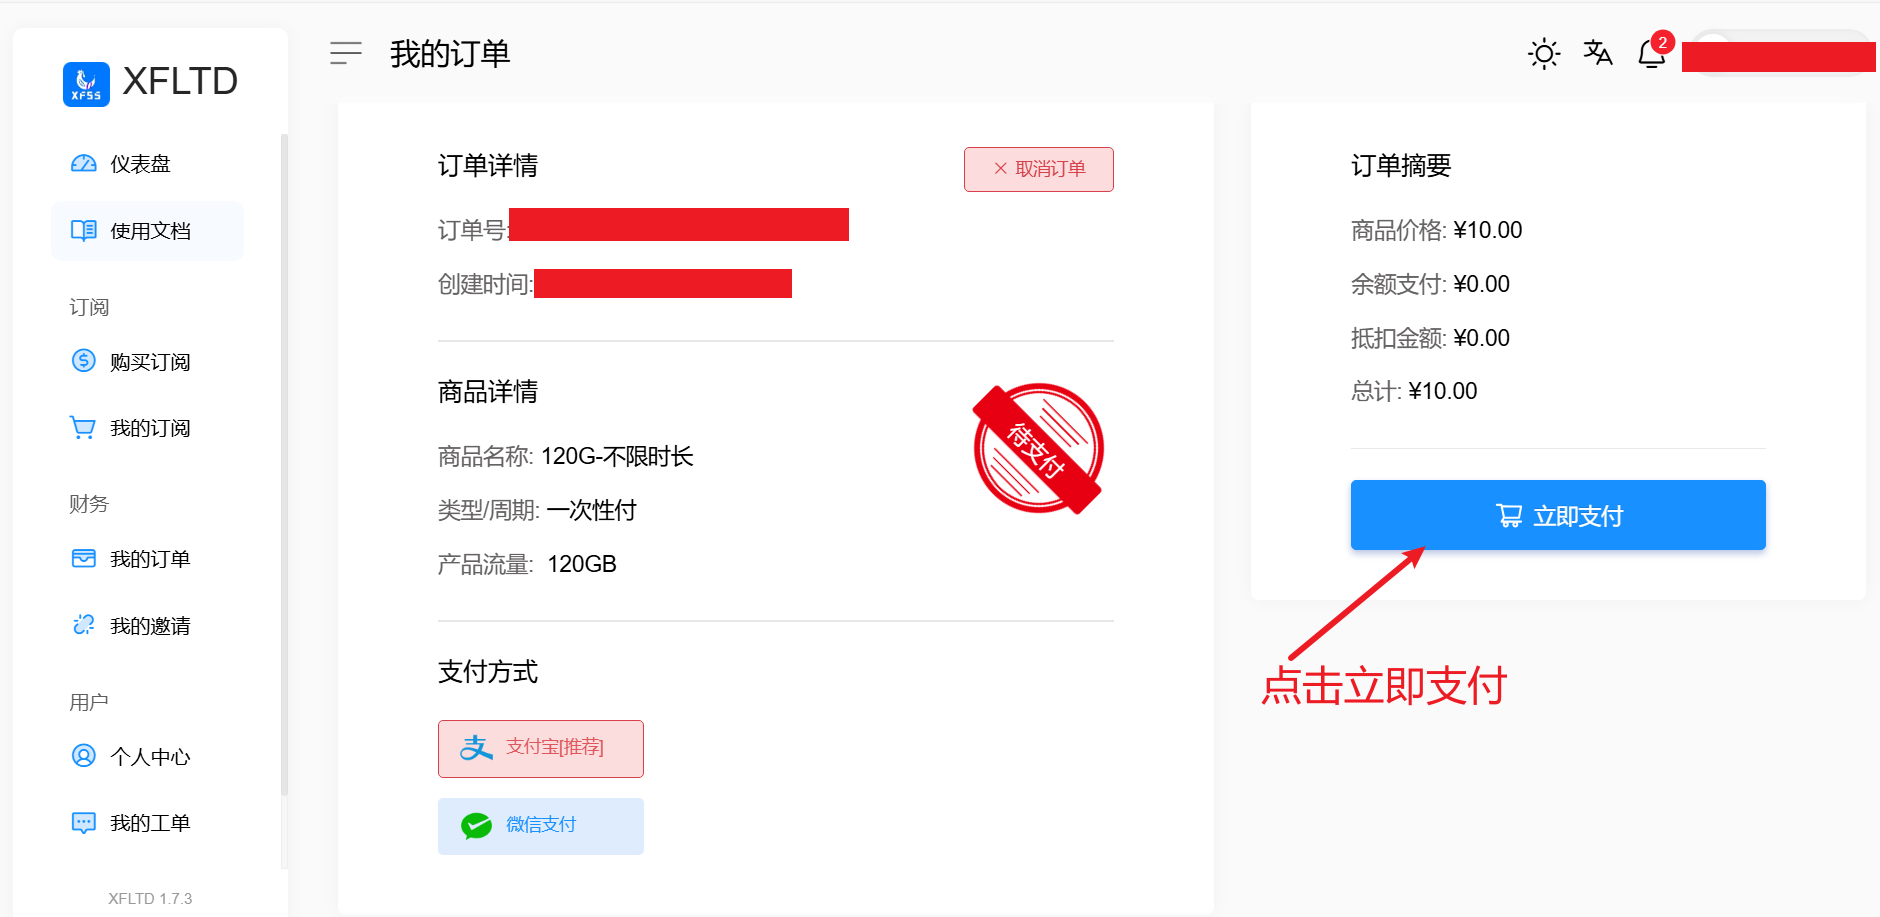 XFSS
XFLTD
仪表盘
使用文档
订阅
购买订阅
我的订阅
财务
我的订单
我的邀请
用户
个人中心
我的工单
XFLTD 1.7.3
我的订单
2
订单详情
取消订单
订单号:
创建时间:
商品详情
待支付
商品名称: 120G-不限时长
类型/周期: 一次性付
产品流量: 120GB
支付方式
支付宝[推荐]
微信支付
订单摘要
商品价格: ¥10.00
余额支付: ¥0.00
抵扣金额: ¥0.00
总计: ¥10.00
立即支付
点击立即支付